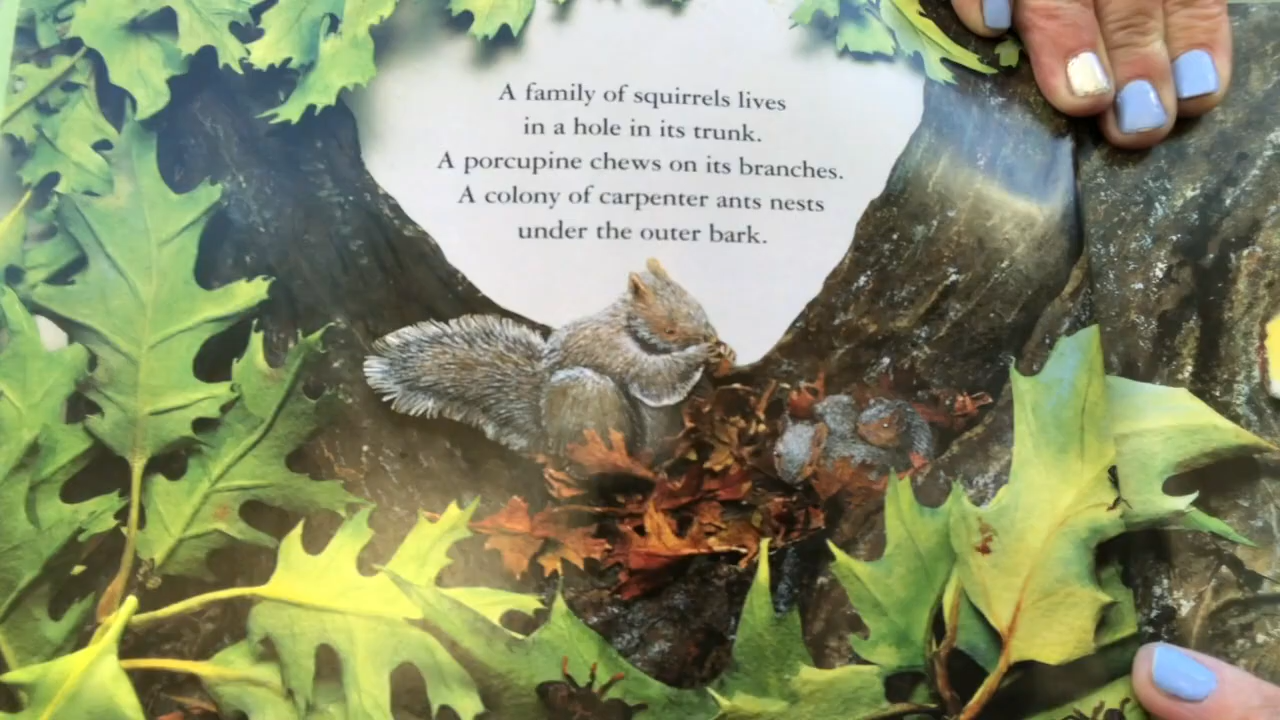 A family of squirrels lives
in a hole in its trunk.
A porcupine chews on its branches.
A colony of carpenter ants nests
under the outer bark.